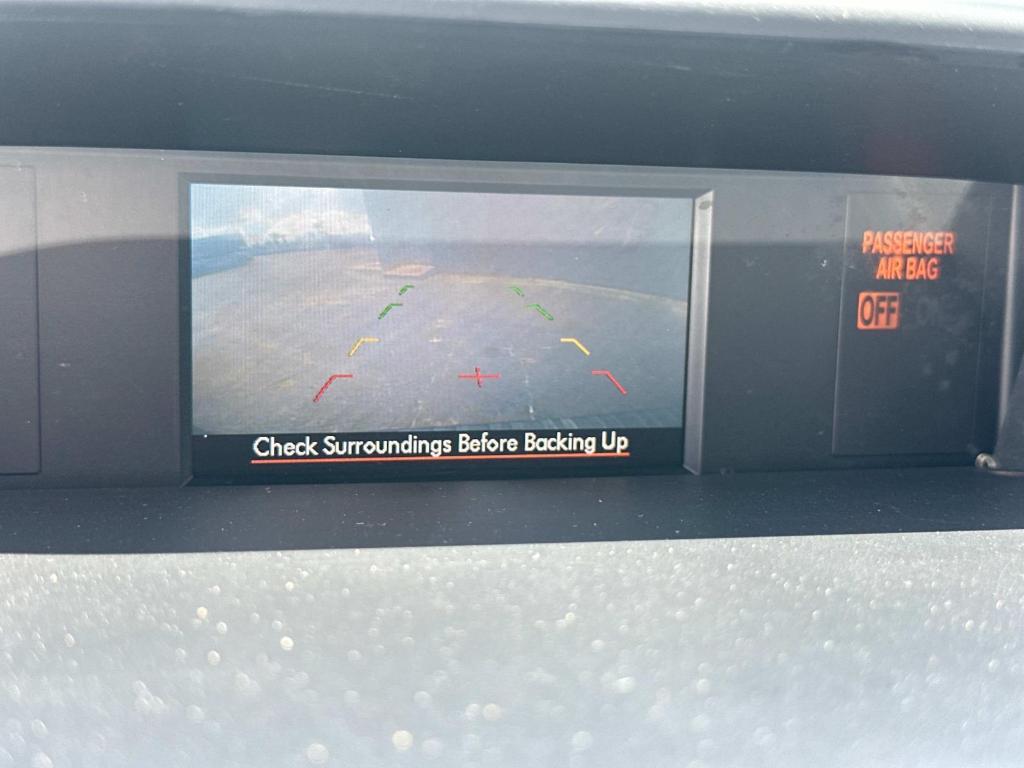 Check Surroundings Before Backing Up
PASSENGER
AIR BAG
OFF